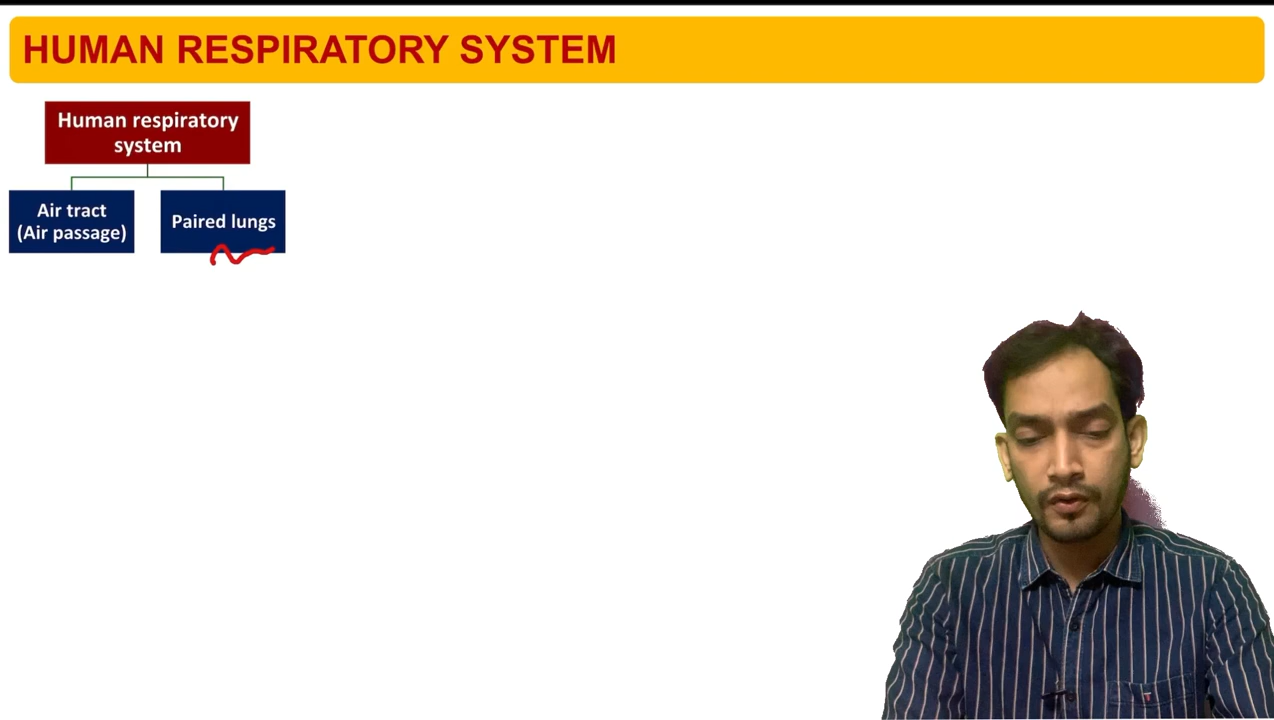 HUMAN RESPIRATORY SYSTEM
Human respiratory
system
Air tract
(Air passage)
Paired lungs